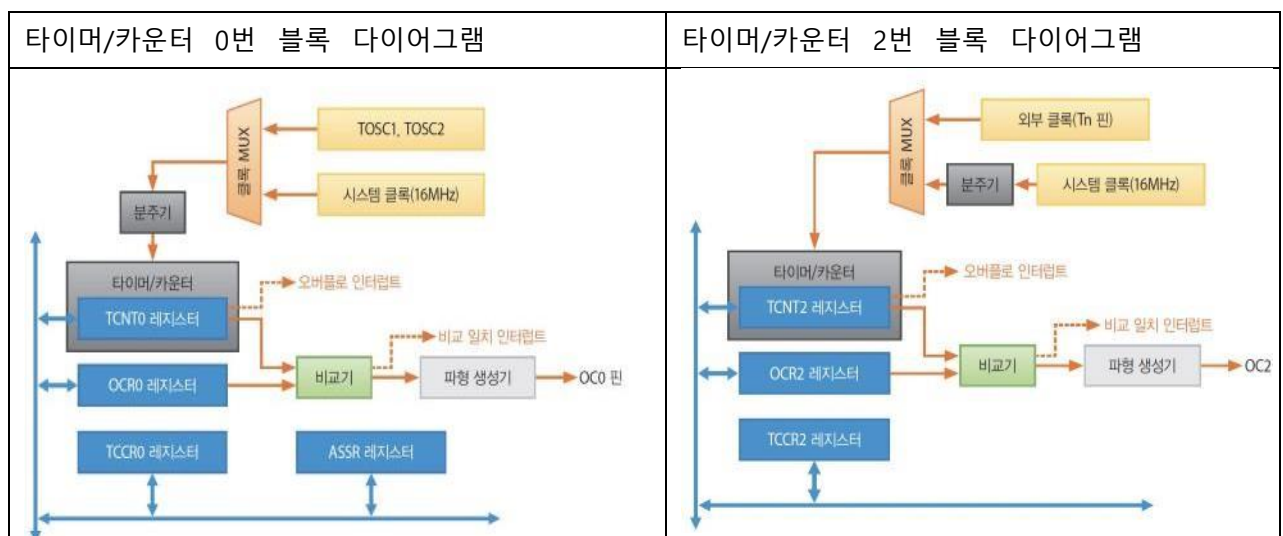 타이머/카운터 0번 블록 다이어그램
클록 MUX
TOSC1, TOSC2
시스템 클록(16MHz)
분주기
타이머/카운터
TCNT0 레지스터
오버플로 인터럽트
비교 일치 인터럽트
OCR0 레지스터
비교기
파형 생성기
OC0 핀
TCCR0 레지스터
ASSR 레지스터
타이머/카운터 2번 블록 다이어그램
클록 MUX
외부 클록(Tn 핀)
분주기
시스템 클록(16MHz)
타이머/카운터
TCNT2 레지스터
오버플로 인터럽트
비교 일치 인터럽트
OCR2 레지스터
비교기
파형 생성기
OC2
TCCR2 레지스터